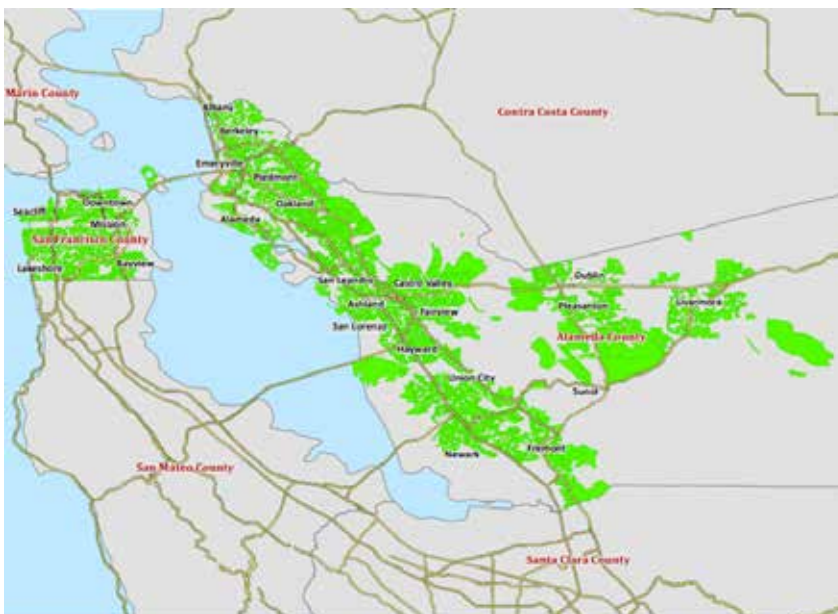 Marin County
Albany
Contra Costa County
Berkeley
Emeryville
Piedmont
Downtown
Oakland
Seacliff
Mission
Alameda
San Francisco County
Lakeshore
Bayview
San Leandro
Castro Valley
Dublin
Ashland
Fairview
Pleasanton
Livermore
San Lorenzo
Alameda County
Hayward
Union City
Sunol
Newark
Fremont
San Mateo County
Santa Clara County